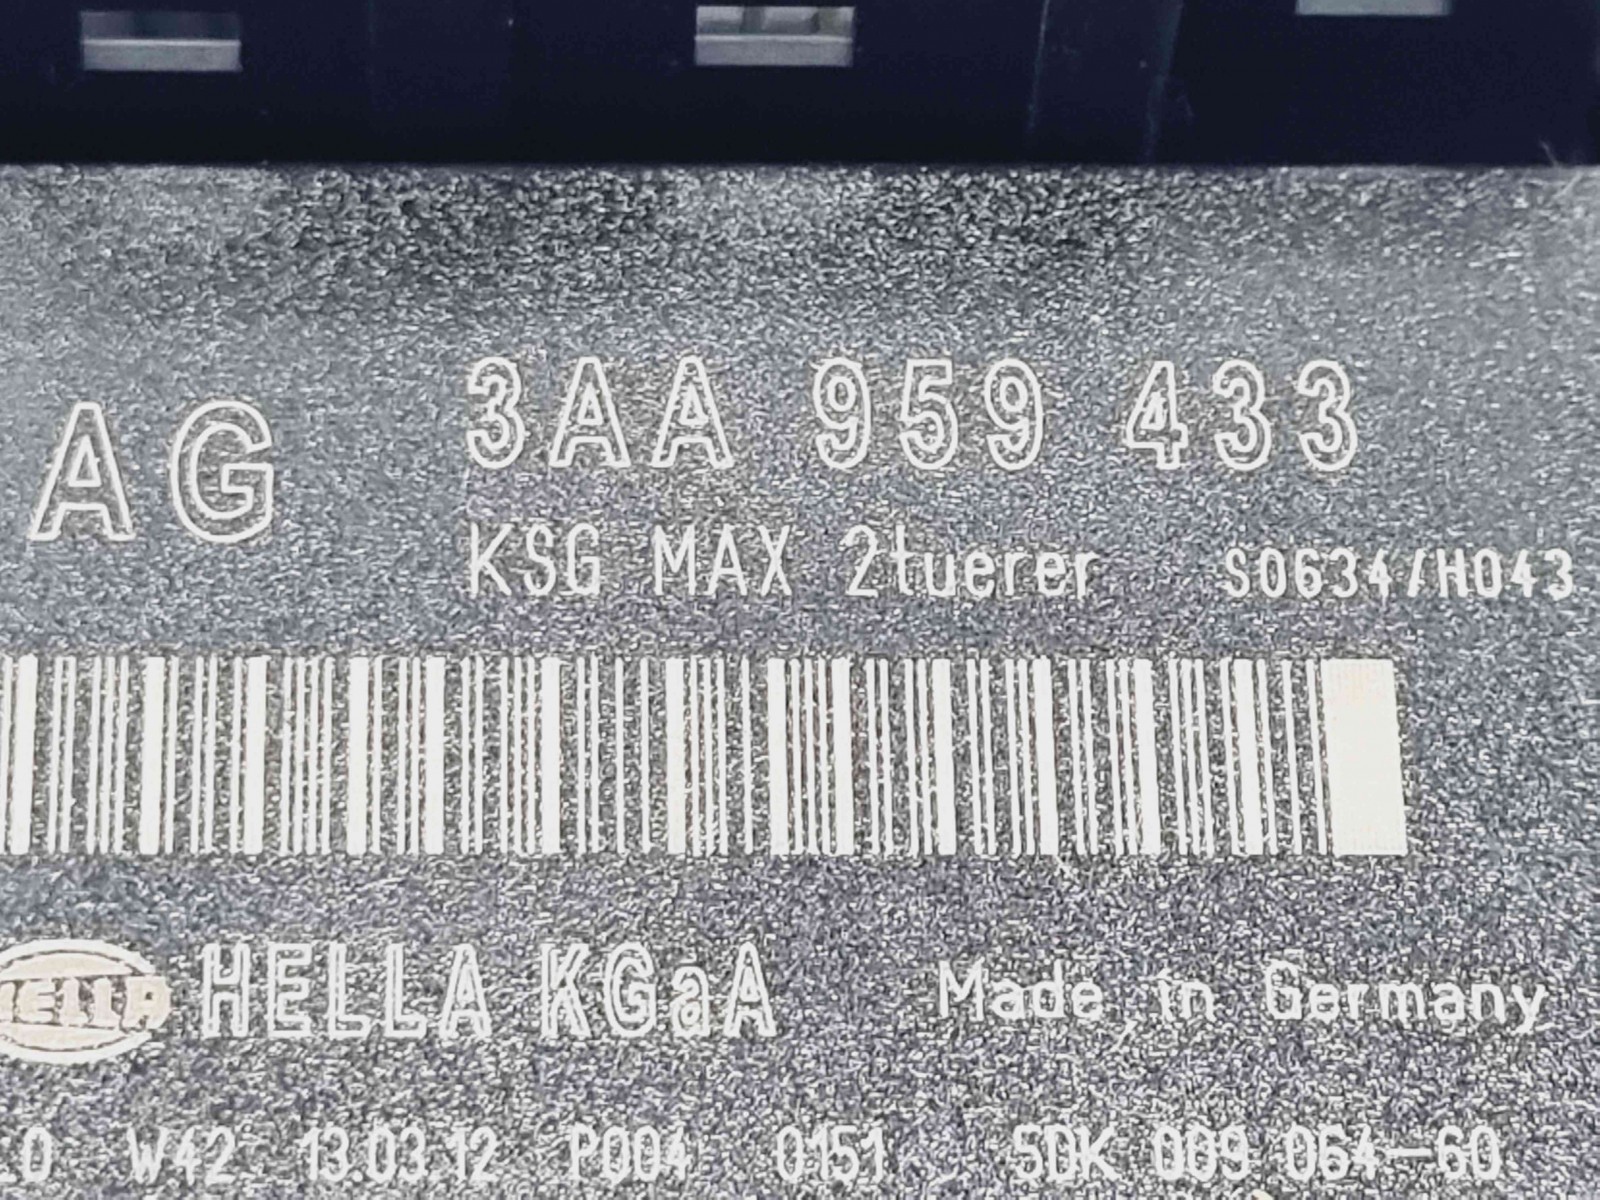 AG 3AA 959 433
KSG MAX 2tuerer S0634/H043
HELLA HELLA KGaA Made in Germany
W42 13.03.12 P004 0151 5DK 009 064-60